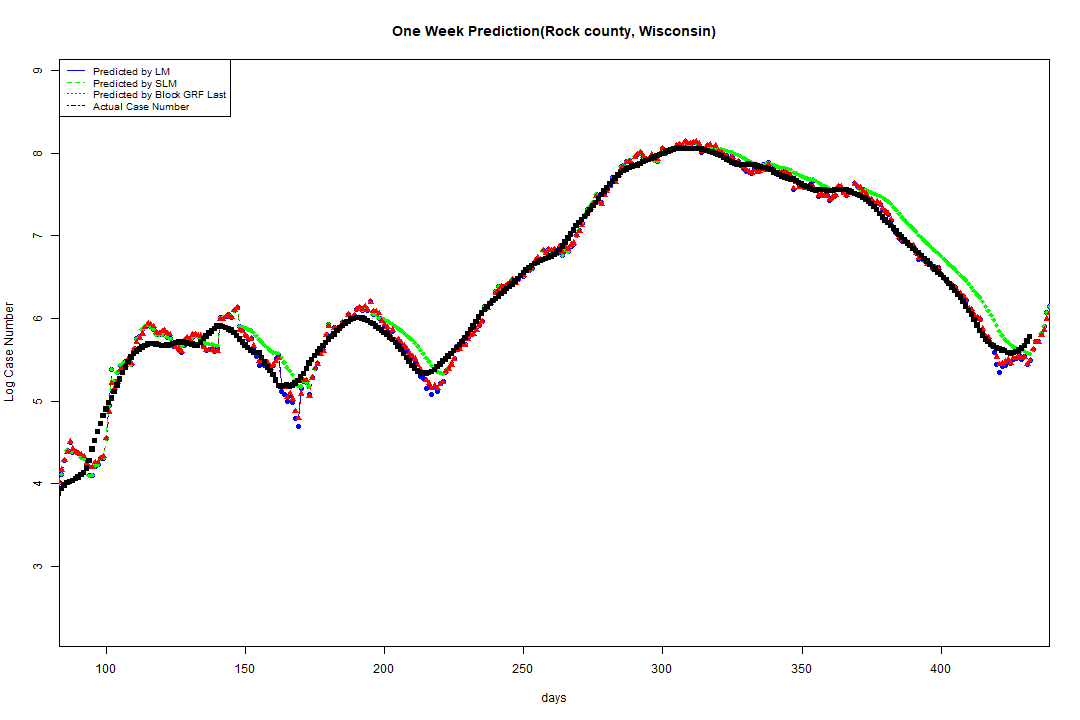 One Week Prediction(Rock county, Wisconsin)
9
Predicted by LM
Predicted by SLM
Predicted by Block GRF Last
Actual Case Number
8
7
6
5
4
3
Log Case Number
100 150 200 250 300 350 400
days